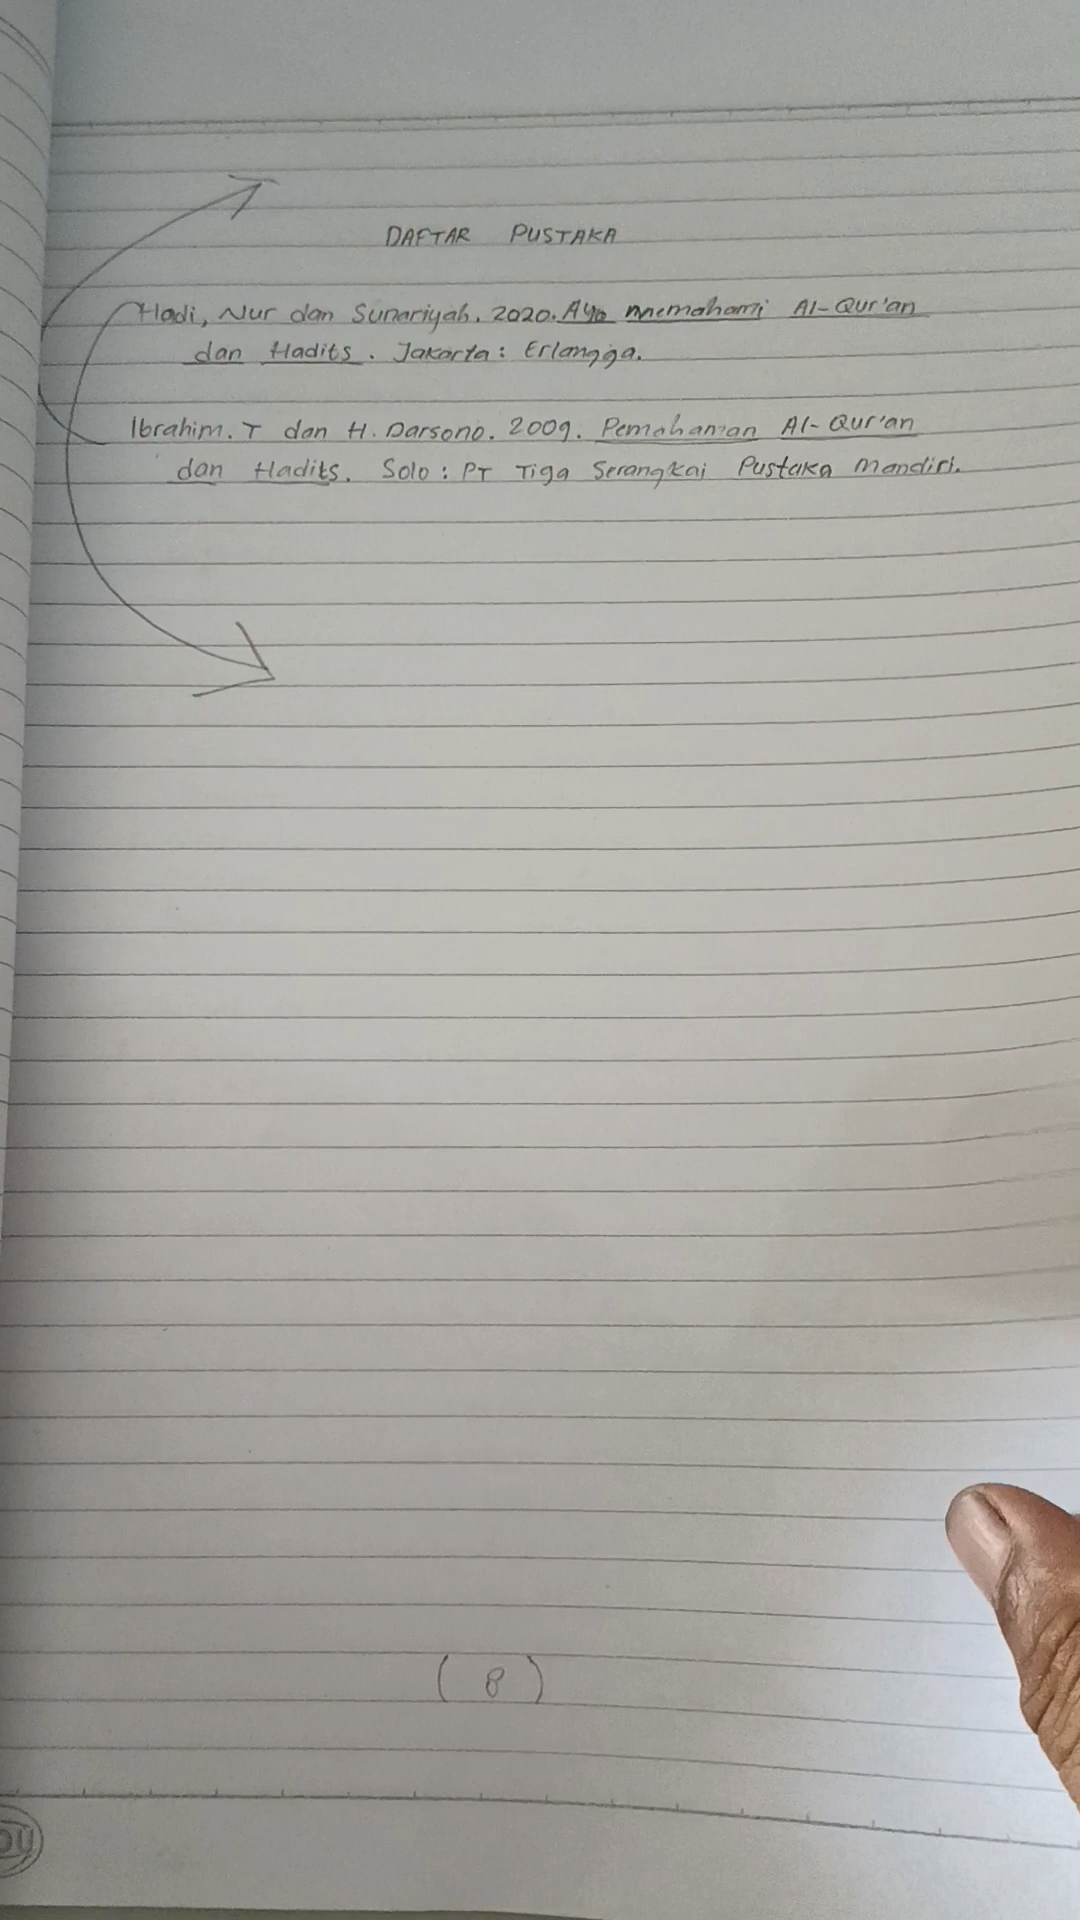 DAFTAR PUSTAKA
Hadi, Nur dan Sunariyah. 2020. Ayo memahami Al-Qur'an
dan Hadits. Jakarta: Erlangga.
Ibrahim. T dan H. Darsono. 2009. Pemahaman Al-Qur'an
dan Hadits. Solo: PT Tiga Serangkai Pustaka Mandiri.
(8)